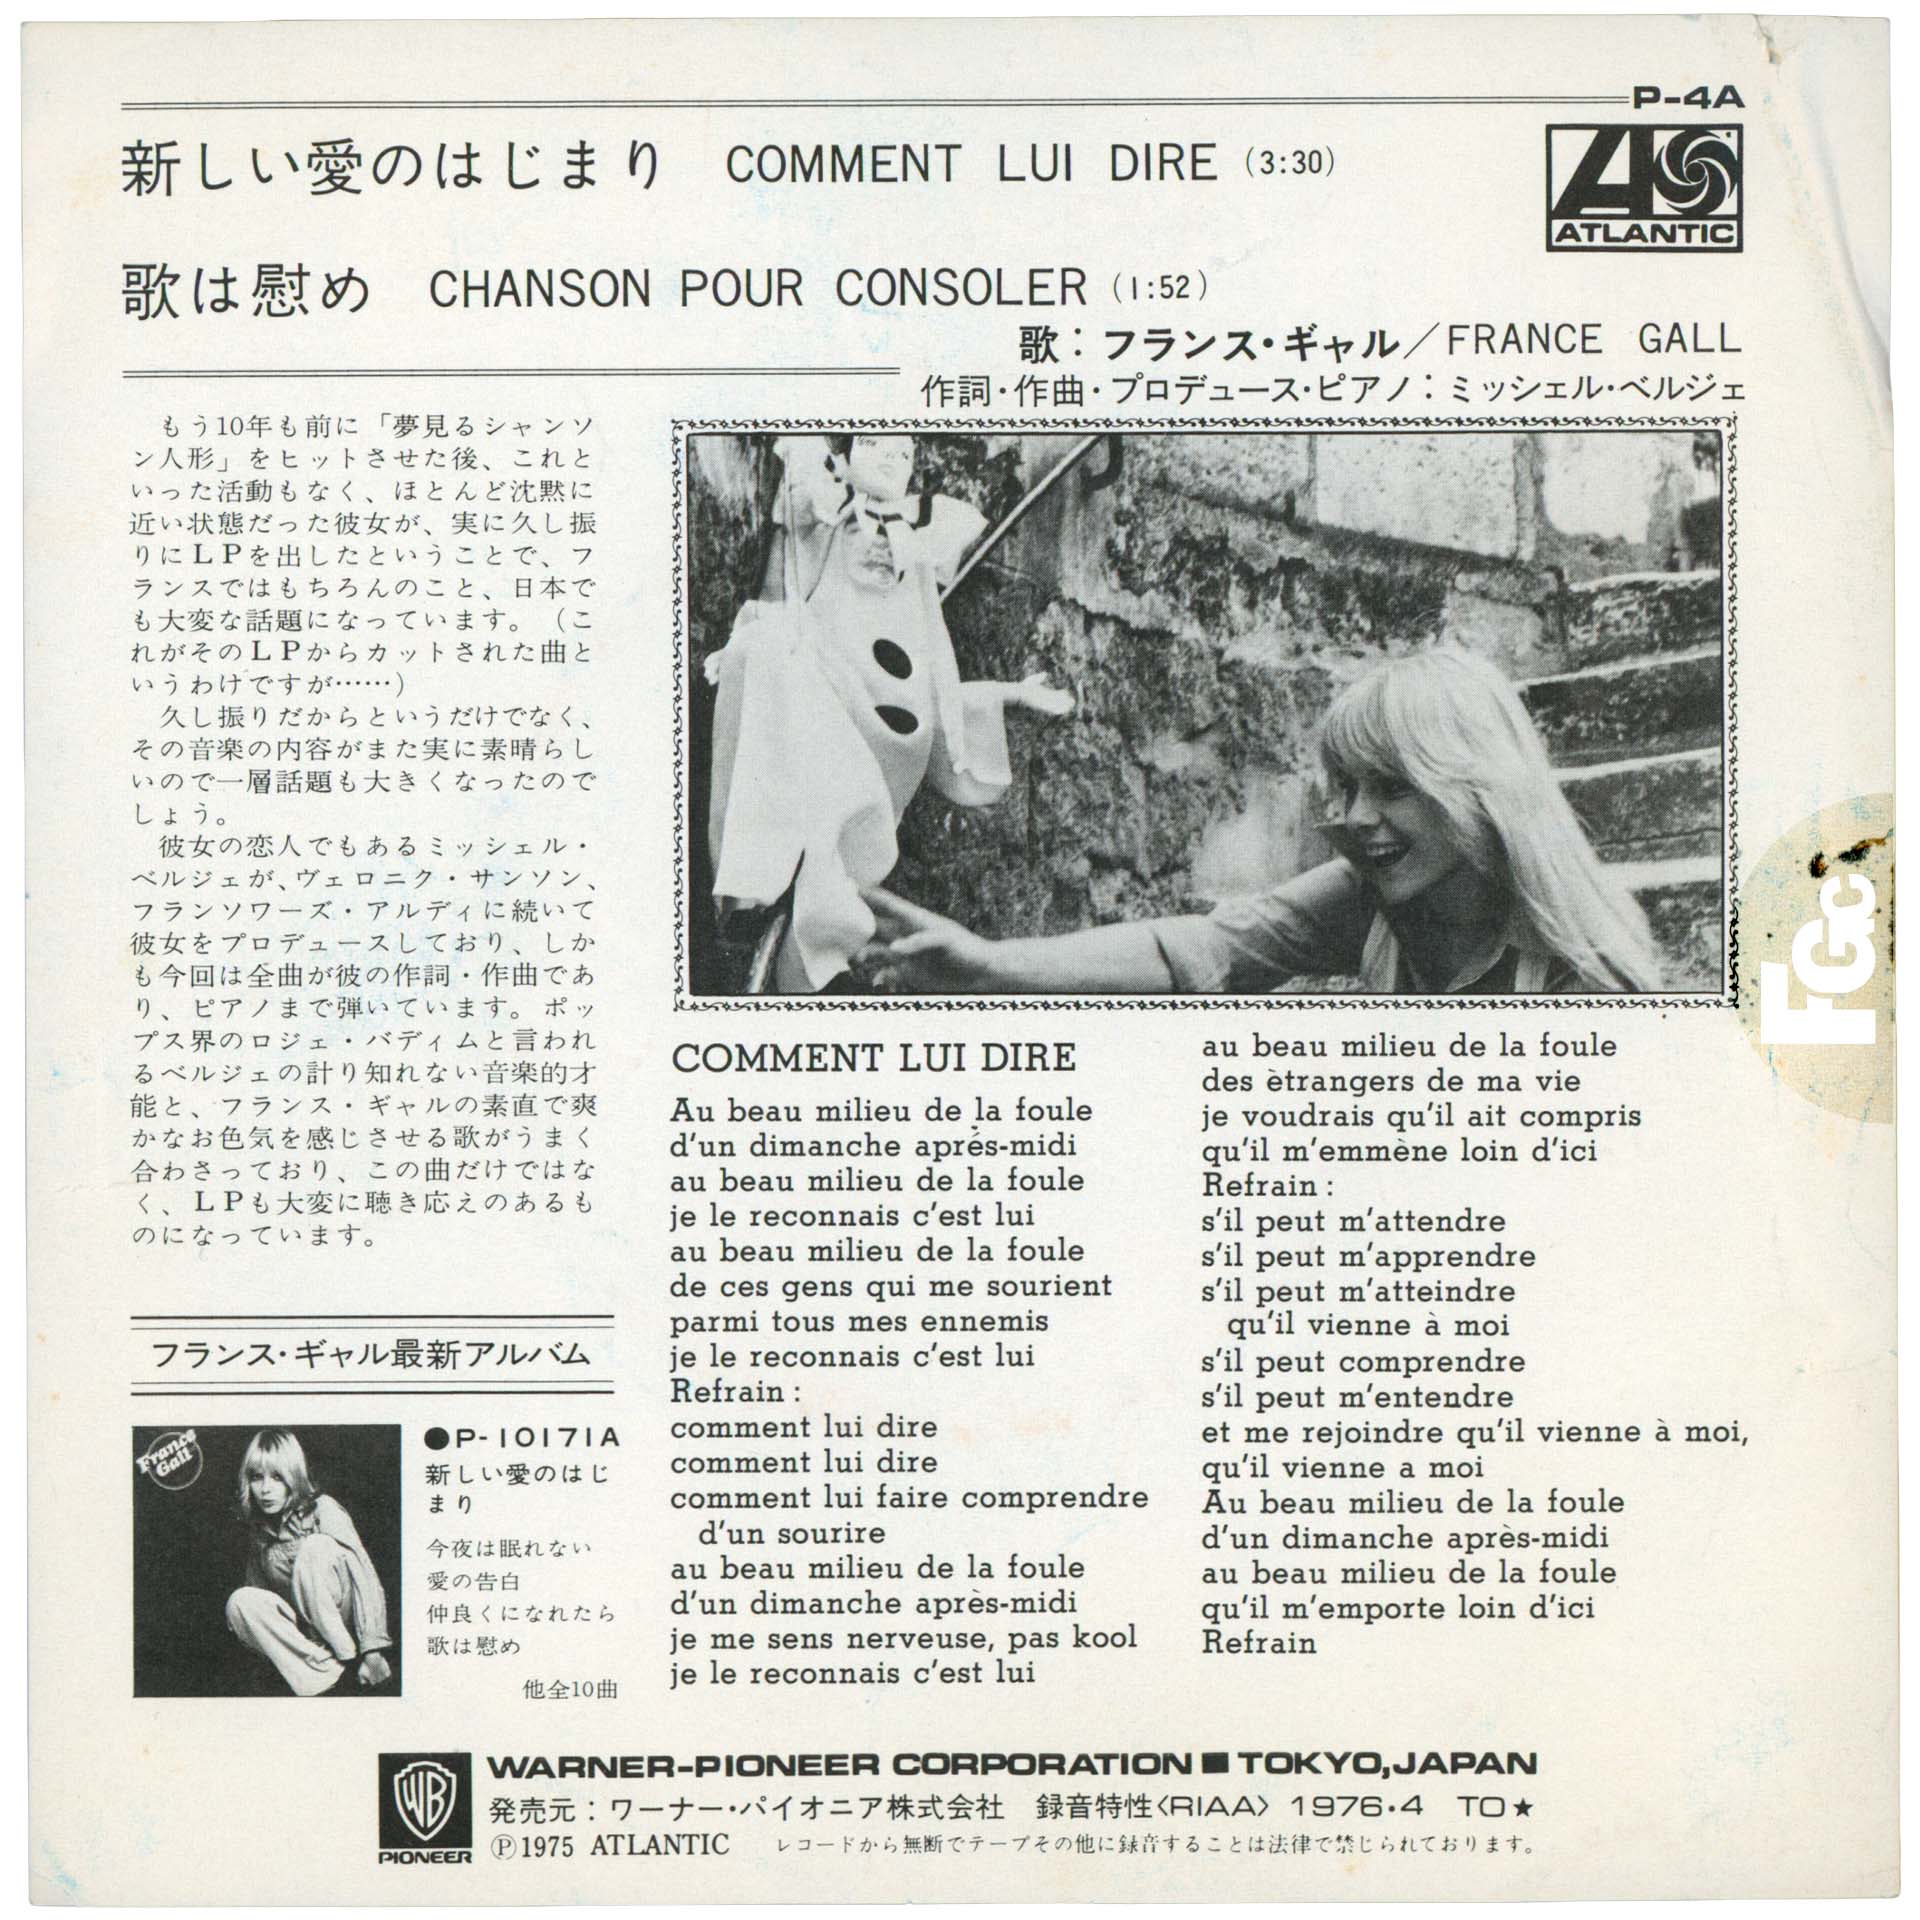 P-4A
新しい愛のはじまり COMMENT LUI DIRE (3:30)
ATLANTIC
歌は慰め CHANSON POUR CONSOLER (1:52)
歌：フランス・ギャル／FRANCE GALL
作詞・作曲・プロデュース・ピアノ：ミッシェル・ベルジェ
もう10年も前に「夢見るシャンソ
ン人形」をヒットさせた後、これと
いった活動もなく、ほとんど沈黙に
近い状態だった彼女が、実に久し振
りにＬＰを出したということで、フ
ランスではもちろんのこと、日本で
も大変な話題になっています。（こ
れがそのＬＰからカットされた曲と
いうわけですが……）
久し振りだからというだけでなく、
その音楽の内容がまた実に素晴らし
いので一層話題も大きくなったので
しょう。
彼女の恋人でもあるミッシェル・
ベルジェが、ヴェロニク・サンソン、
フランソワーズ・アルディに続いて
彼女をプロデュースしており、しか
も今回は全曲が彼の作詞・作曲であ
り、ピアノまで弾いています。ポッ
プス界のロジェ・バディムと言われ
るベルジェの計り知れない音楽的才
能と、フランス・ギャルの素直で爽
かなお色気を感じさせる歌がうまく
合わさっており、この曲だけではな
く、ＬＰも大変に聴き応えのあるも
のになっています。
フランス・ギャル最新アルバム
France
Gall
●P-10171A
新しい愛のはじ
まり
今夜は眠れない
愛の告白
仲良くになれたら
歌は慰め
他全10曲
COMMENT LUI DIRE
Au beau milieu de la foule
d'un dimanche aprés-midi
au beau milieu de la foule
je le reconnais c'est lui
au beau milieu de la foule
de ces gens qui me sourient
parmi tous mes ennemis
je le reconnais c'est lui
Refrain :
comment lui dire
comment lui dire
comment lui faire comprendre
d'un sourire
au beau milieu de la foule
d'un dimanche après-midi
je me sens nerveuse, pas kool
je le reconnais c'est lui
au beau milieu de la foule
des ètrangers de ma vie
je voudrais qu'il ait compris
qu'il m'emmène loin d'ici
Refrain :
s'il peut m'attendre
s'il peut m'apprendre
s'il peut m'atteindre
qu'il vienne à moi
s'il peut comprendre
s'il peut m'entendre
et me rejoindre qu'il vienne à moi,
qu'il vienne a moi
Au beau milieu de la foule
d'un dimanche après-midi
au beau milieu de la foule
qu'il m'emporte loin d'ici
Refrain
FGc
WB
PIONEER
WARNER-PIONEER CORPORATION ■ TOKYO, JAPAN
発売元：ワーナー・パイオニア株式会社 録音特性〈RIAA〉 1976・4 TO★
Ⓟ1975 ATLANTIC レコードから無断でテープその他に録音することは法律で禁じられております。